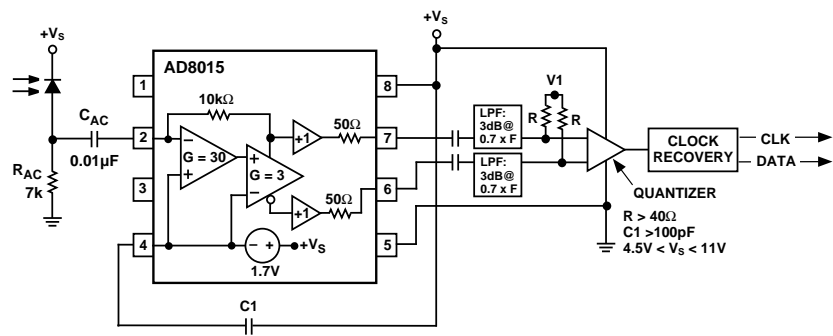 +VS
CAC
0.01µF
RAC
7k
AD8015
1
2
3
4
8
7
6
5
10kΩ
G = 30
G = 3
+1
50Ω
+1
50Ω
+VS
1.7V
C1
+VS
LPF:
3dB@
0.7 x F
LPF:
3dB@
0.7 x F
V1
R
R
QUANTIZER
R > 40Ω
C1 >100pF
4.5V < VS < 11V
CLOCK
RECOVERY
CLK
DATA